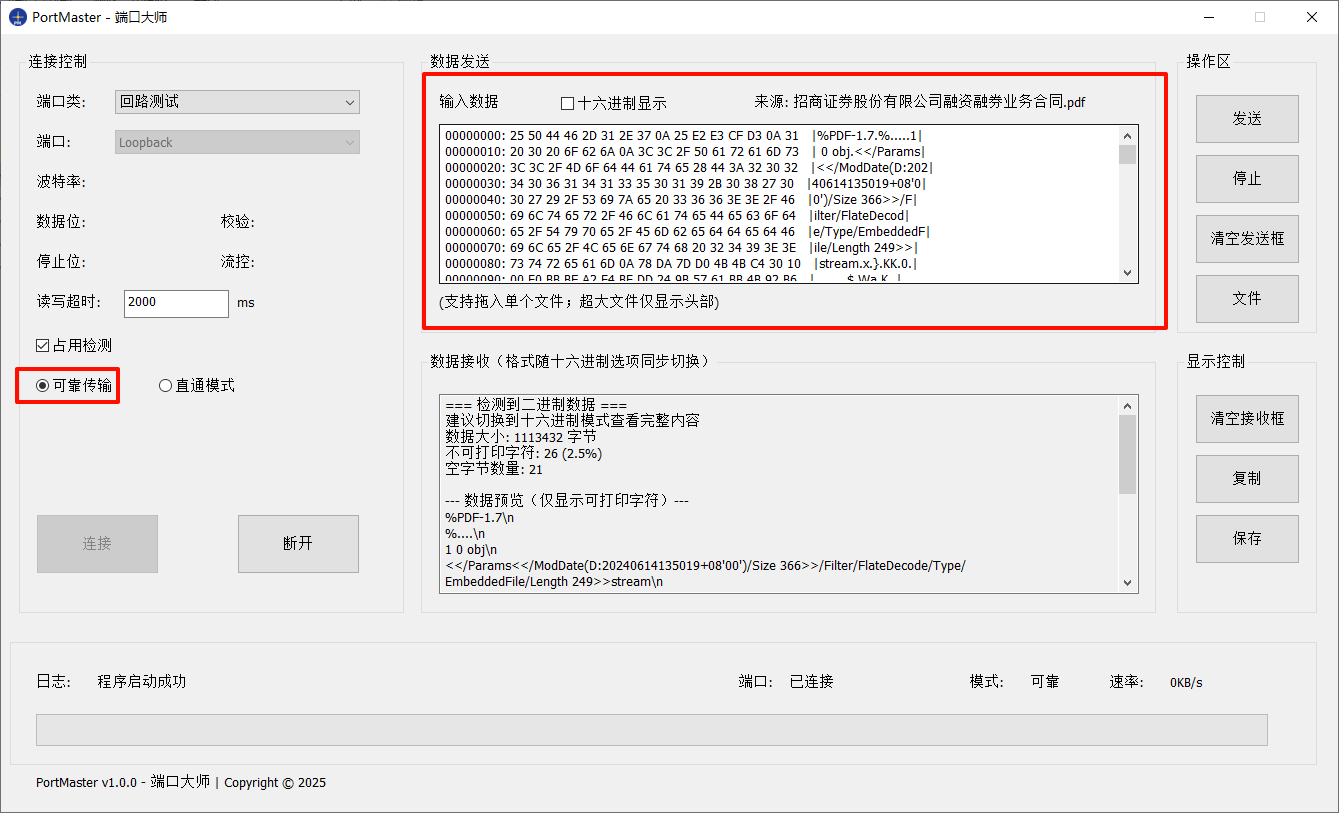 PortMaster - 端口大师
连接控制
端口类: 回路测试
端口: Loopback
波特率:
数据位: 校验:
停止位: 流控:
读写超时: 2000 ms
占用检测
可靠传输 直通模式
连接 断开
数据发送
输入数据 十六进制显示 来源: 招商证券股份有限公司融资融券业务合同.pdf
00000000: 25 50 44 46 2D 31 2E 37 0A 25 E2 E3 CF D3 0A 31 |%PDF-1.7.%.....1|
00000010: 20 30 20 6F 62 6A 0A 3C 3C 2F 50 61 72 61 6D 73 | 0 obj.<</Params|
00000020: 3C 3C 2F 4D 6F 64 44 61 74 65 28 44 3A 32 30 32 |<</ModDate(D:202|
00000030: 34 30 36 31 34 31 33 35 30 31 39 2B 30 38 27 30 |40614135019+08'0|
00000040: 30 27 29 2F 53 69 7A 65 20 33 36 36 3E 3E 2F 46 |0')/Size 366>>/F|
00000050: 69 6C 74 65 72 2F 46 6C 61 74 65 44 65 63 6F 64 |ilter/FlateDecod|
00000060: 65 2F 54 79 70 65 2F 45 6D 62 65 64 64 65 64 46 |e/Type/EmbeddedF|
00000070: 69 6C 65 2F 4C 65 6E 67 74 68 20 32 34 39 3E 3E |ile/Length 249>>|
00000080: 73 74 72 65 61 6D 0A 78 DA 7D D0 4B 4B C4 30 10 |stream.x.}.KK.0.|
(支持拖入单个文件；超大文件仅显示头部)
数据接收（格式随十六进制选项同步切换）
=== 检测到二进制数据 ===
建议切换到十六进制模式查看完整内容
数据大小: 1113432 字节
不可打印字符: 26 (2.5%)
空字节数量: 21
--- 数据预览（仅显示可打印字符）---
%PDF-1.7\n
%....\n
1 0 obj\n
<</Params<</ModDate(D:20240614135019+08'00')/Size 366>>/Filter/FlateDecode/Type/
EmbeddedFile/Length 249>>stream\n
操作区
发送
停止
清空发送框
文件
显示控制
清空接收框
复制
保存
日志: 程序启动成功 端口: 已连接 模式: 可靠 速率: 0KB/s
PortMaster v1.0.0 - 端口大师 | Copyright © 2025